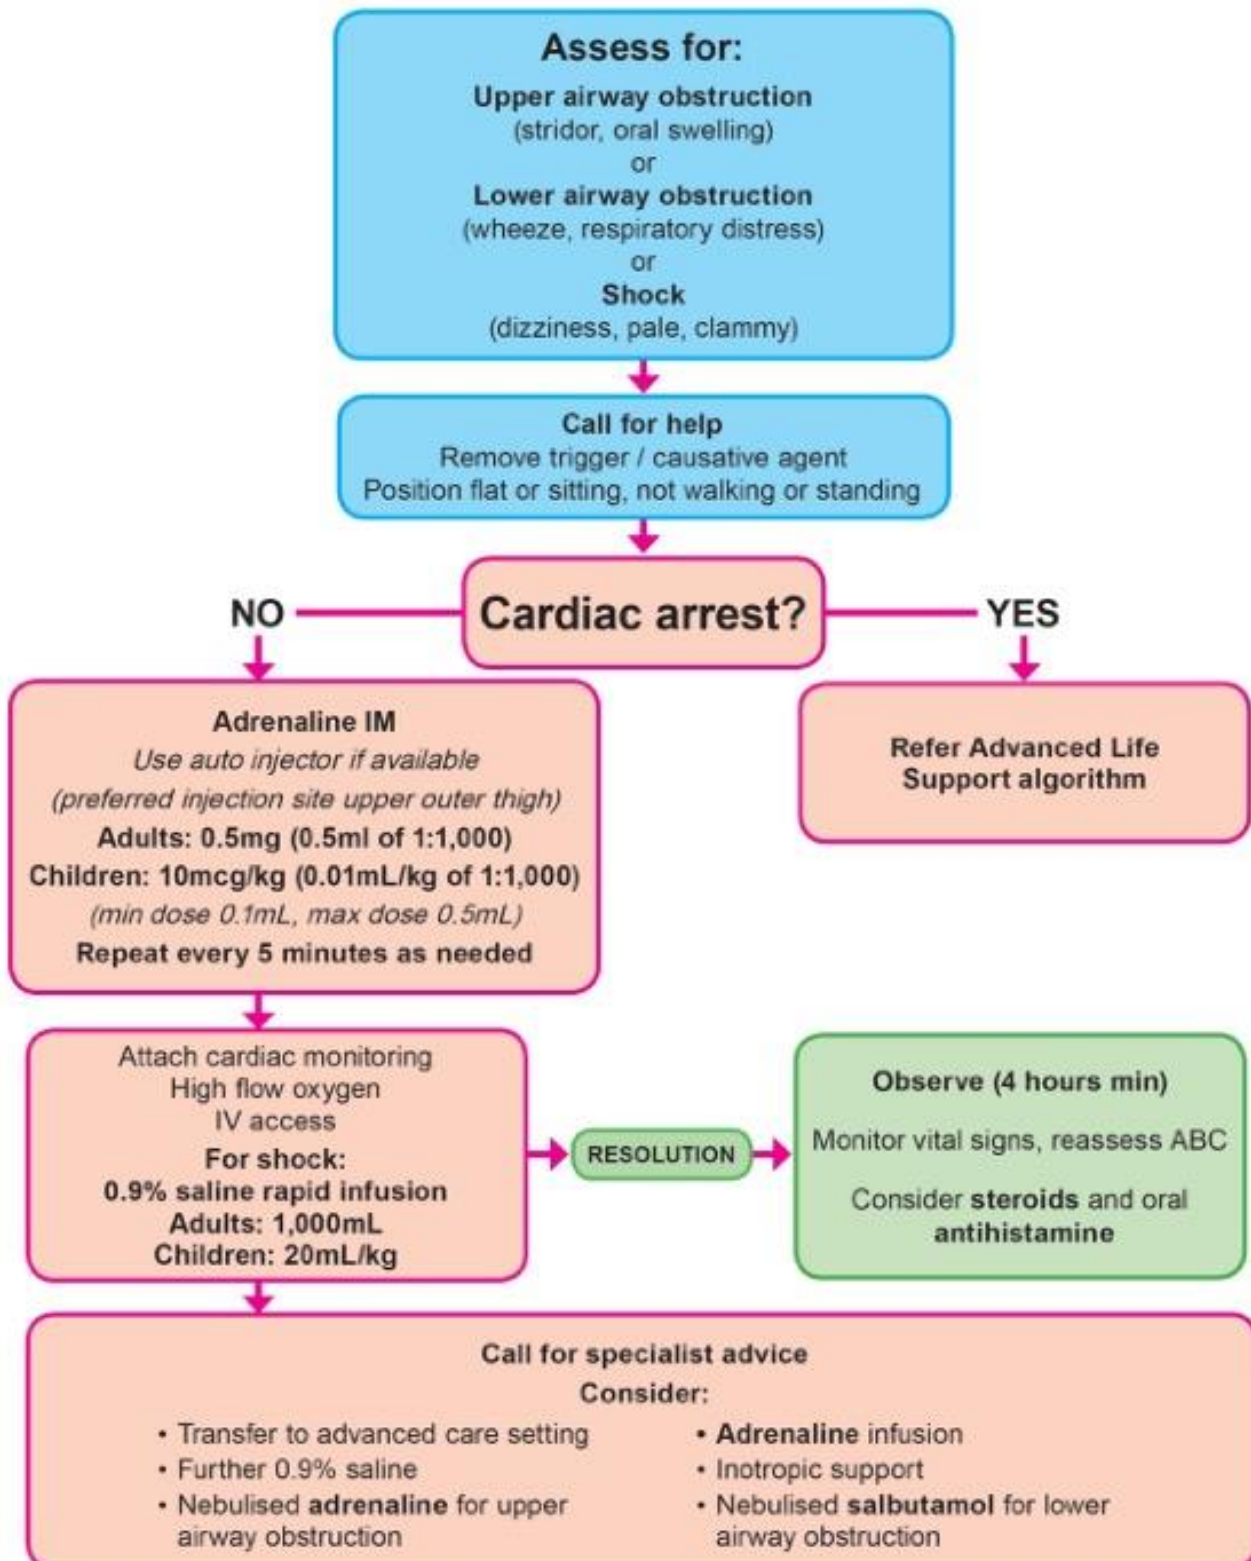 Assess for:
Upper airway obstruction
(stridor, oral swelling)
or
Lower airway obstruction
(wheeze, respiratory distress)
or
Shock
(dizziness, pale, clammy)
Call for help
Remove trigger / causative agent
Position flat or sitting, not walking or standing
NO
Cardiac arrest?
YES
Adrenaline IM
Use auto injector if available
(preferred injection site upper outer thigh)
Adults: 0.5mg (0.5ml of 1:1,000)
Children: 10mcg/kg (0.01mL/kg of 1:1,000)
(min dose 0.1mL, max dose 0.5mL)
Repeat every 5 minutes as needed
Refer Advanced Life
Support algorithm
Attach cardiac monitoring
High flow oxygen
IV access
For shock:
0.9% saline rapid infusion
Adults: 1,000mL
Children: 20mL/kg
RESOLUTION
Observe (4 hours min)
Monitor vital signs, reassess ABC
Consider steroids and oral
antihistamine
Call for specialist advice
Consider:
• Transfer to advanced care setting
• Further 0.9% saline
• Nebulised adrenaline for upper
airway obstruction
• Adrenaline infusion
• Inotropic support
• Nebulised salbutamol for lower
airway obstruction